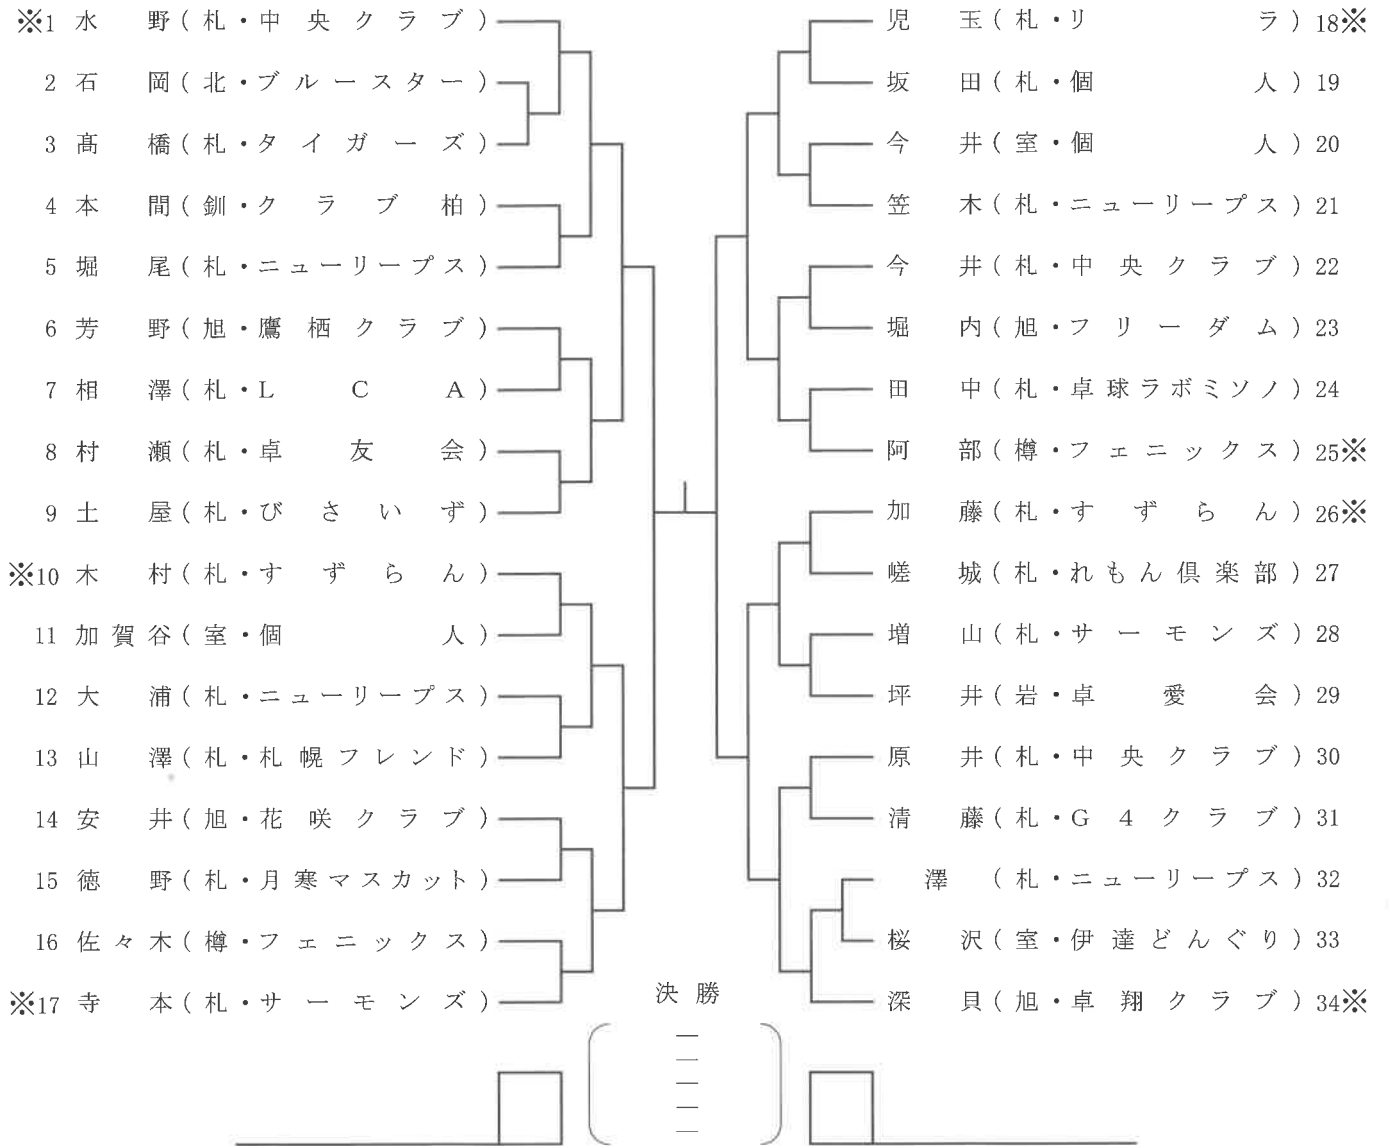 ※1 水野(札・中央クラブ)
2 石岡(北・ブルースター)
3 髙橋(札・タイガーズ)
4 本間(釧・クラブ柏)
5 堀尾(札・ニューリープス)
6 芳野(旭・鷹栖クラブ)
7 相澤(札・LCA)
8 村瀬(札・卓友会)
9 土屋(札・びさいず)
※10 木村(札・すずらん)
11 加賀谷(室・個人)
12 大浦(札・ニューリープス)
13 山澤(札・札幌フレンド)
14 安井(旭・花咲クラブ)
15 徳野(札・月寒マスカット)
16 佐々木(樽・フェニックス)
※17 寺本(札・サーモンズ)
児玉(札・リラ)18※
坂田(札・個人)19
今井(室・個人)20
笠木(札・ニューリープス)21
今井(札・中央クラブ)22
堀内(旭・フリーダム)23
田中(札・卓球ラボミソノ)24
阿部(樽・フェニックス)25※
加藤(札・すずらん)26※
嵯城(札・れもん倶楽部)27
増山(札・サーモンズ)28
坪井(岩・卓愛会)29
原井(札・中央クラブ)30
清藤(札・G4クラブ)31
澤(札・ニューリープス)32
桜沢(室・伊達どんぐり)33
深貝(旭・卓翔クラブ)34※
決勝